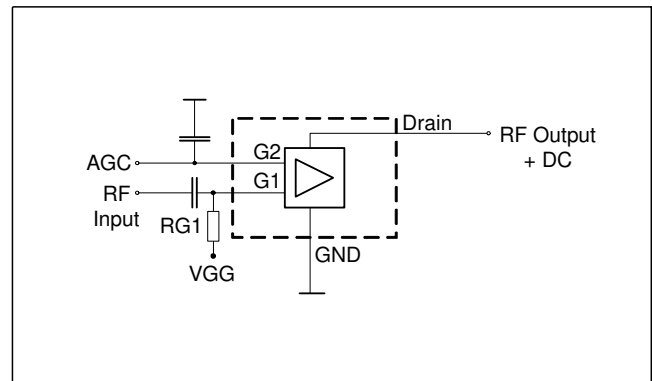 Drain
RF Output
+ DC
AGC
G2
RF
Input
G1
RG1
GND
VGG